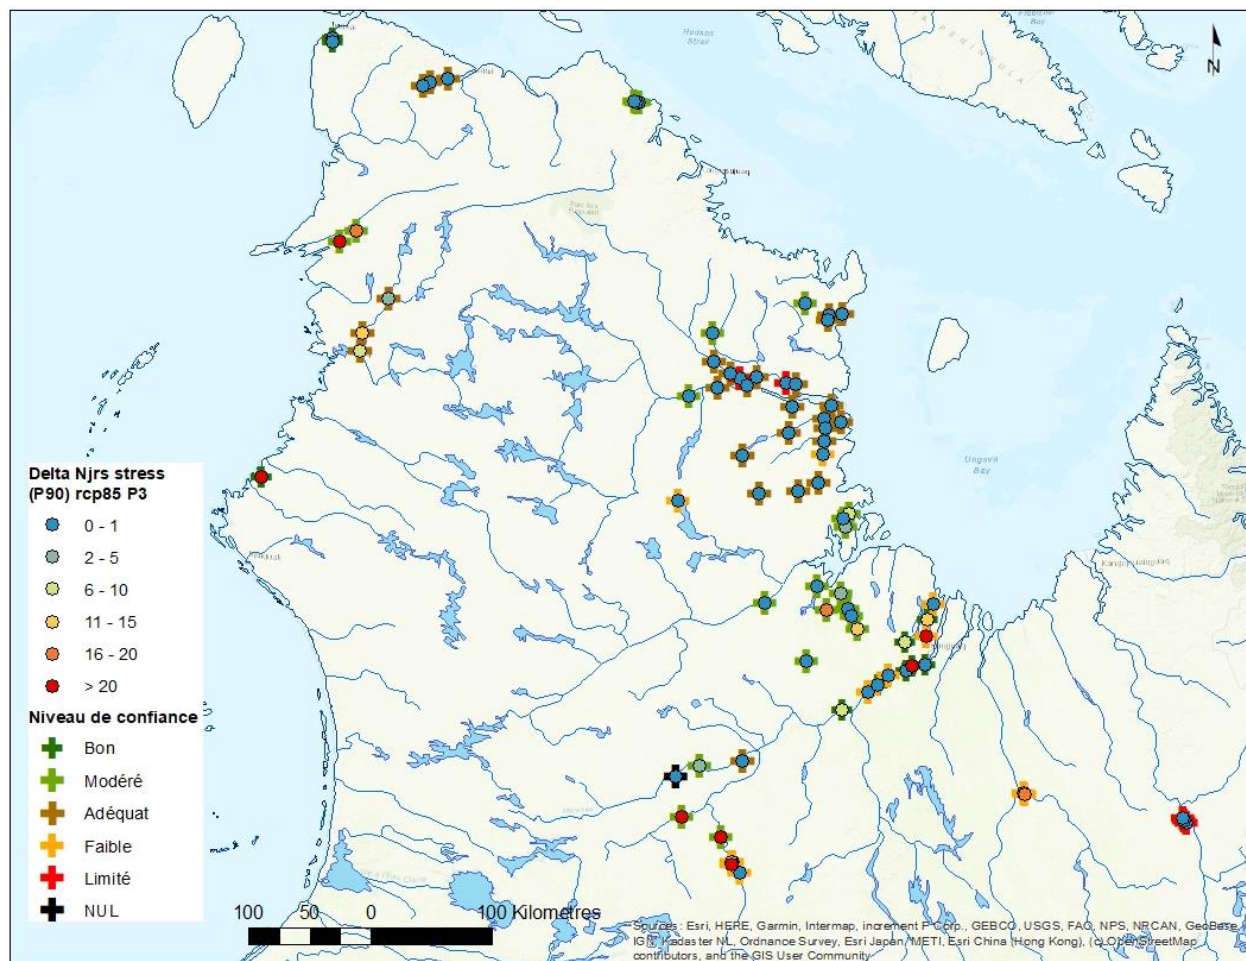 Hudson
Strait
Bay
PENINSULA
N
Ungava
Bay
Delta Njrs stress
(P90) rcp85 P3
0 - 1
2 - 5
6 - 10
11 - 15
16 - 20
> 20
Niveau de confiance
Bon
Modéré
Adéquat
Faible
Limité
NUL
100 50 0 100 Kilomètres
Sources : Esri, HERE, Garmin, Intermap, increment P Corp., GEBCO, USGS, FAO, NPS, NRCAN, GeoBase,
IGN, Kadaster NL, Ordnance Survey, Esri Japan, METI, Esri China (Hong Kong), (c) OpenStreetMap
contributors, and the GIS User Community